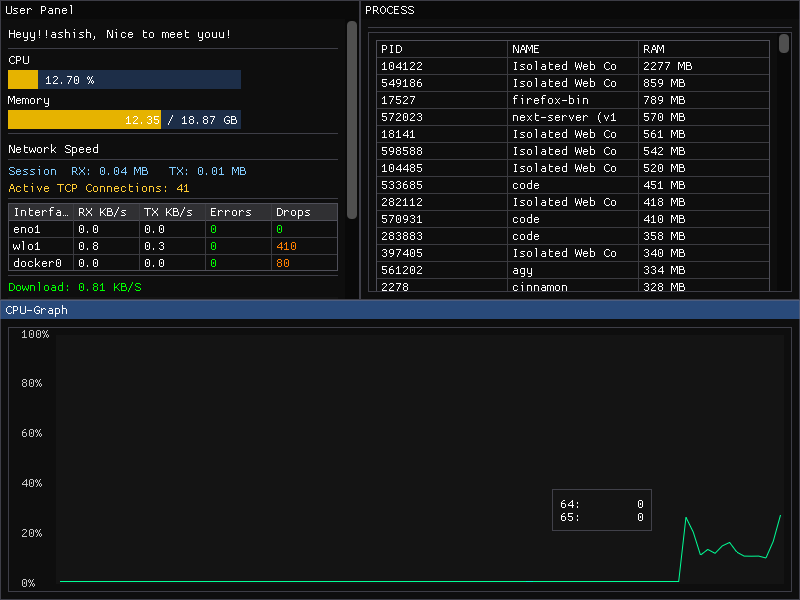 User Panel
Heyy!!ashish, Nice to meet youu!
CPU
12.70 %
Memory
12.35 / 18.87 GB
Network Speed
Session  RX: 0.04 MB   TX: 0.01 MB
Active TCP Connections: 41
Interfa… RX KB/s TX KB/s Errors Drops
eno1 0.0 0.0 0 0
wlo1 0.8 0.3 0 410
docker0 0.0 0.0 0 80
Download: 0.81 KB/S
PROCESS
PID NAME RAM
104122 Isolated Web Co 2277 MB
549186 Isolated Web Co 859 MB
17527 firefox-bin 789 MB
572023 next-server (v1 570 MB
18141 Isolated Web Co 561 MB
598588 Isolated Web Co 542 MB
104485 Isolated Web Co 520 MB
533685 code 451 MB
282112 Isolated Web Co 418 MB
570931 code 410 MB
283883 code 358 MB
397405 Isolated Web Co 340 MB
561202 agy 334 MB
2278 cinnamon 328 MB
CPU-Graph
100%
80%
60%
40%
20%
0%
64: 0
65: 0